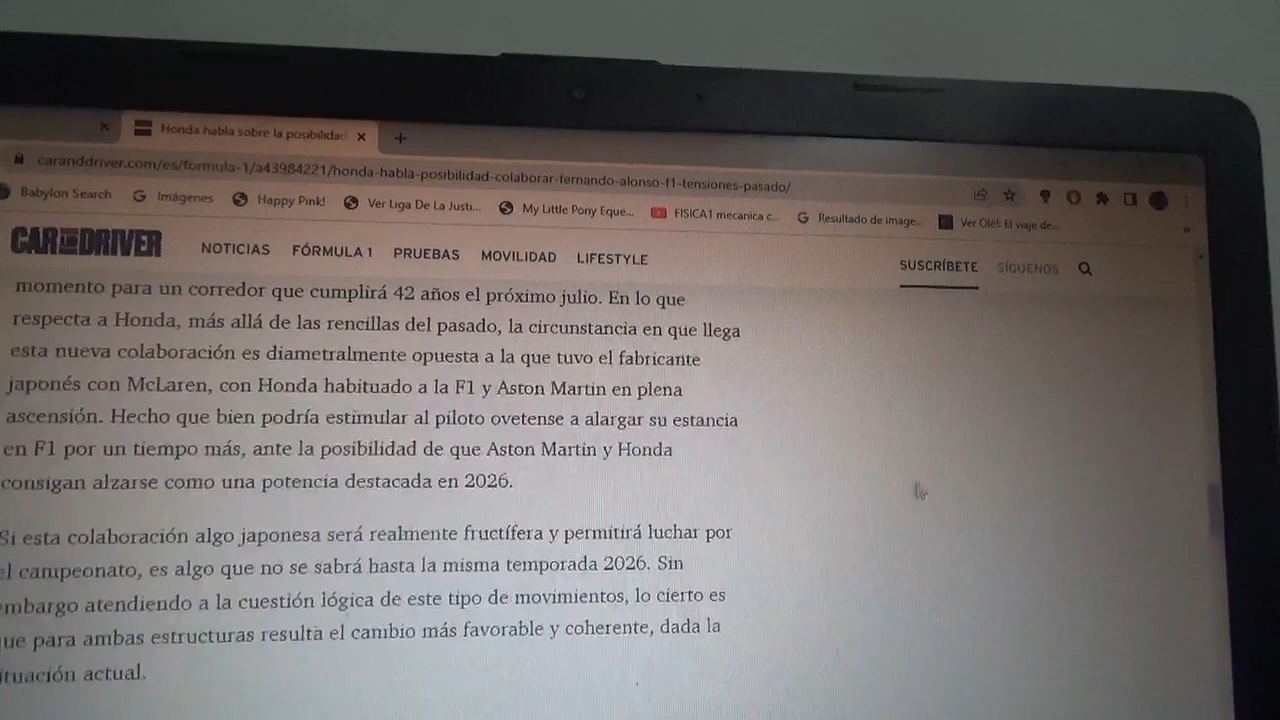 Honda habla sobre la posibilidad
caranddriver.com/es/formula-1/a43984221/honda-habla-posibilidad-colaborar-fernando-alonso-f1-tensiones-pasado/
Babylon Search Imágenes Happy Pink! Ver Liga De La Justi... My Little Pony Eque... FISICA1 mecanica c... Resultado de image... Ver Olé!: El viaje de...
CAR AND DRIVER NOTICIAS FÓRMULA 1 PRUEBAS MOVILIDAD LIFESTYLE SUSCRÍBETE SÍGUENOS
momento para un corredor que cumplirá 42 años el próximo julio. En lo que
respecta a Honda, más allá de las rencillas del pasado, la circunstancia en que llega
esta nueva colaboración es diametralmente opuesta a la que tuvo el fabricante
japonés con McLaren, con Honda habituado a la F1 y Aston Martin en plena
ascensión. Hecho que bien podría estimular al piloto ovetense a alargar su estancia
en F1 por un tiempo más, ante la posibilidad de que Aston Martin y Honda
consigan alzarse como una potencia destacada en 2026.
Si esta colaboración algo japonesa será realmente fructífera y permitirá luchar por
el campeonato, es algo que no se sabrá hasta la misma temporada 2026. Sin
mbargo atendiendo a la cuestión lógica de este tipo de movimientos, lo cierto es
ue para ambas estructuras resulta el cambio más favorable y coherente, dada la
ituación actual.